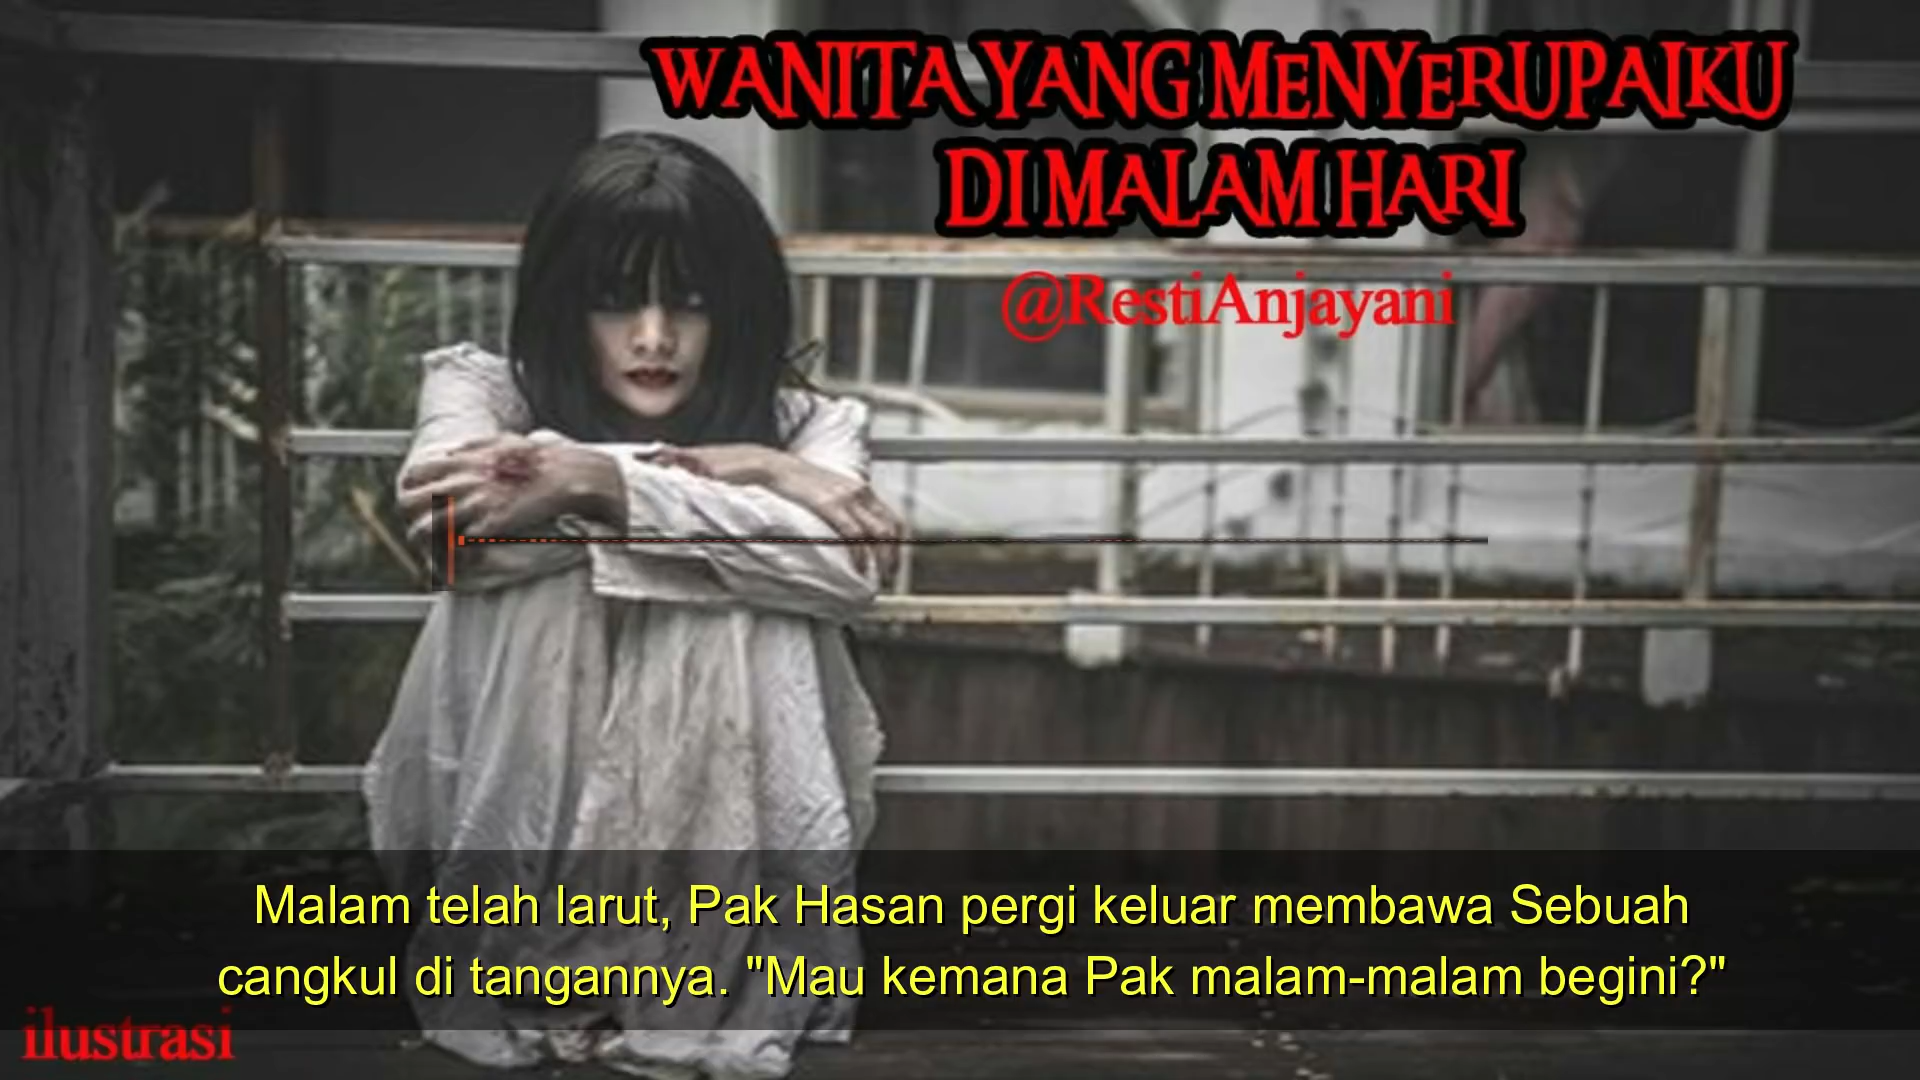 WANITA YANG MENYERUPAIKU
DI MALAM HARI
@RestiAnjayani
Malam telah larut, Pak Hasan pergi keluar membawa Sebuah
cangkul di tangannya. "Mau kemana Pak malam-malam begini?"
ilustrasi